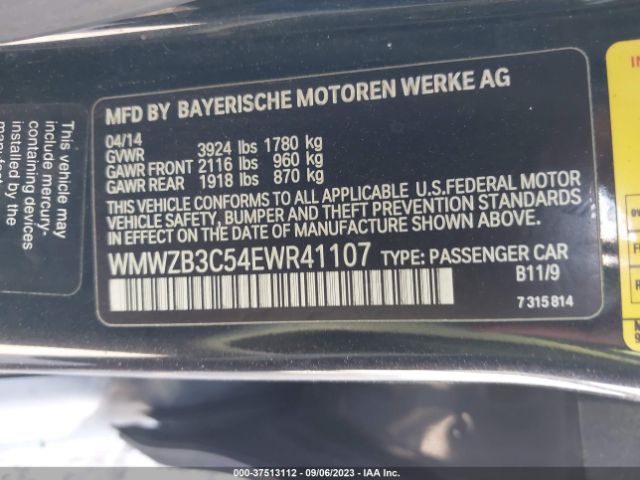 MFD BY BAYERISCHE MOTOREN WERKE AG
04/14
GVWR 3924 lbs 1780 kg
GAWR FRONT 2116 lbs 960 kg
GAWR REAR 1918 lbs 870 kg
THIS VEHICLE CONFORMS TO ALL APPLICABLE U.S.FEDERAL MOTOR
VEHICLE SAFETY, BUMPER AND THEFT PREVENTION STANDARDS
IN EFFECT ON THE DATE OF MANUFACTURE SHOWN ABOVE.
WMWZB3C54EWR41107 TYPE: PASSENGER CAR
B11/9
7 315 814
This vehicle may
include mercury-
containing devices
installed by the
000-37513112 - 09/06/2023 - IAA Inc.